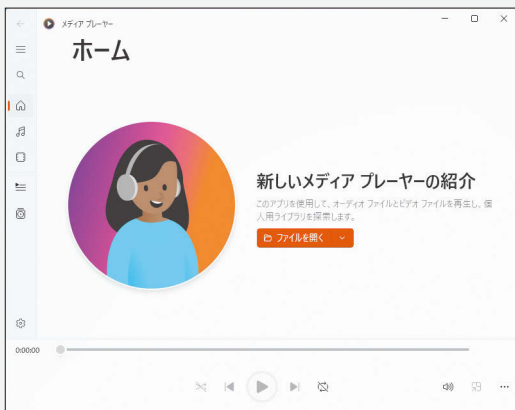 メディア プレーヤー
ホーム
新しいメディア プレーヤーの紹介
このアプリを使用して、オーディオ ファイルとビデオ ファイルを再生し、個
人用ライブラリを探索します。
ファイルを開く
0:00:00